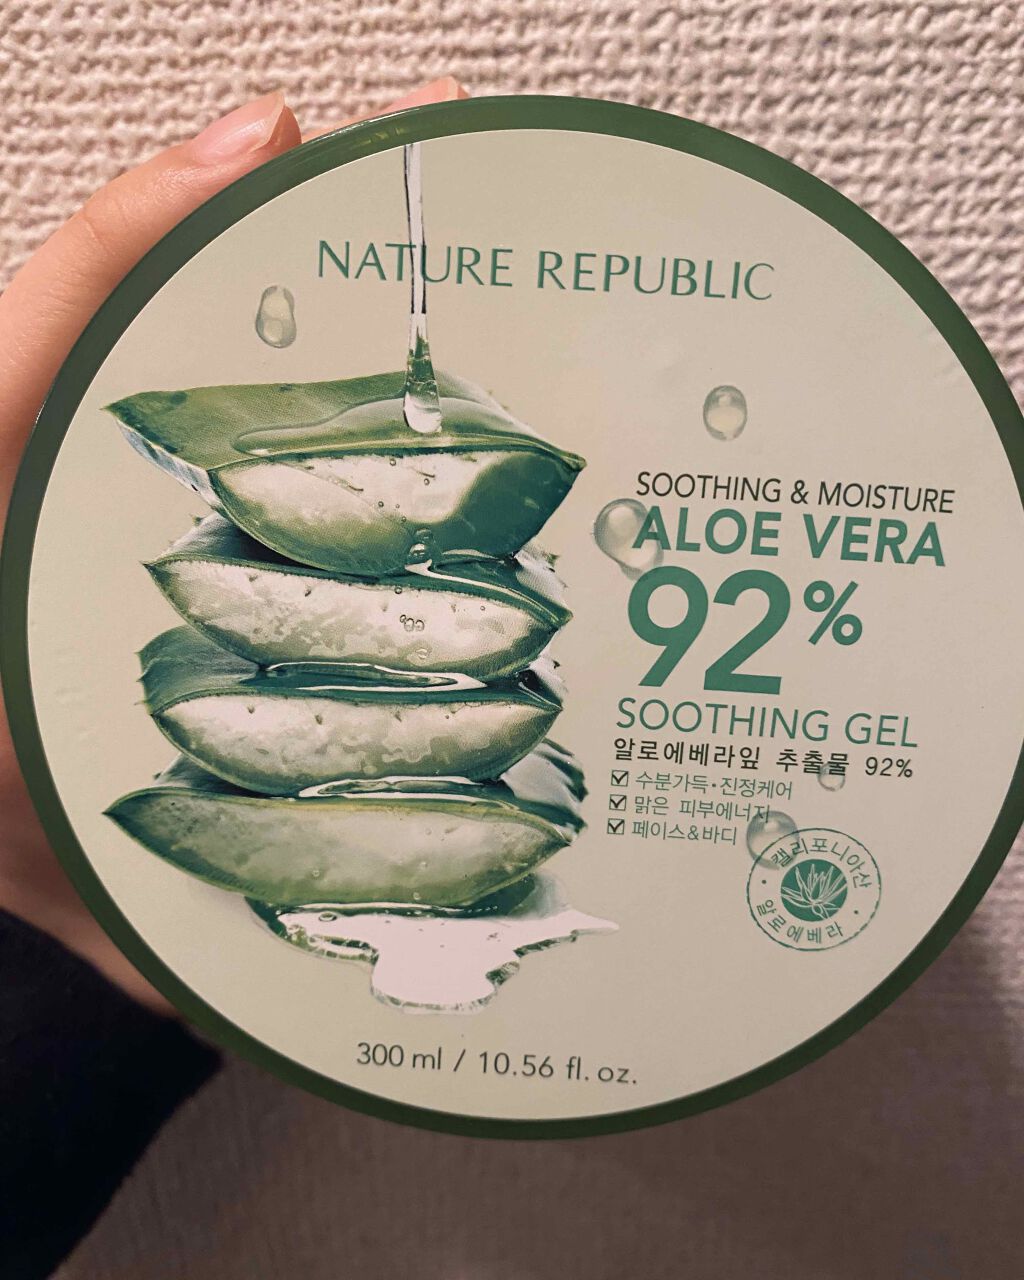 NATURE REPUBLIC
SOOTHING & MOISTURE
ALOE VERA
92%
SOOTHING GEL
알로에베라잎 추출물 92%
수분가득·진정케어
맑은 피부에너지
페이스&바디
캘리포니아산
알로에베라
300 ml / 10.56 fl. oz.